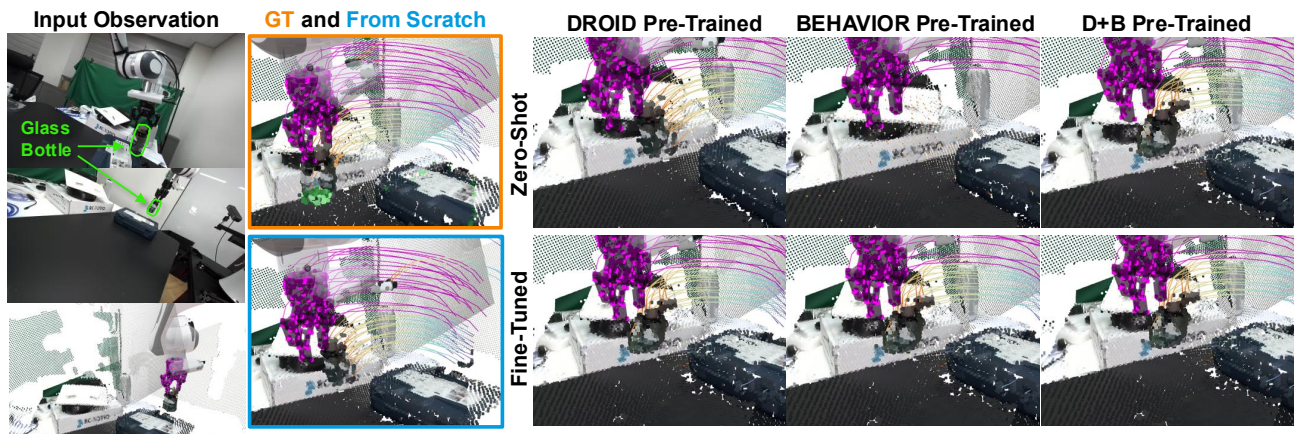 Input Observation
GT and From Scratch
DROID Pre-Trained
BEHAVIOR Pre-Trained
D+B Pre-Trained
Glass
Bottle
Zero-Shot
Fine-Tuned